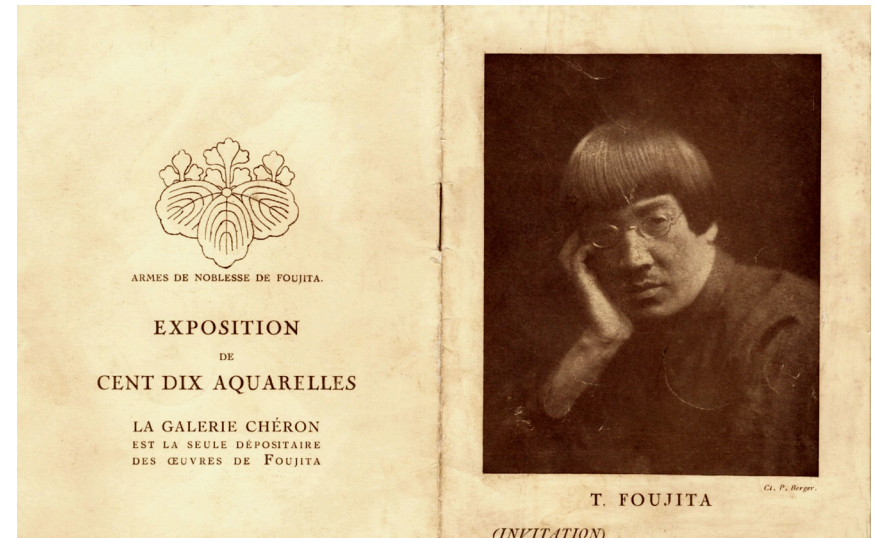 ARMES DE NOBLESSE DE FOUJITA.
EXPOSITION
DE
CENT DIX AQUARELLES
LA GALERIE CHÉRON
EST LA SEULE DÉPOSITAIRE
DES ŒUVRES DE FOUJITA
Cl. P. Berger.
T. FOUJITA
(INVITATION)